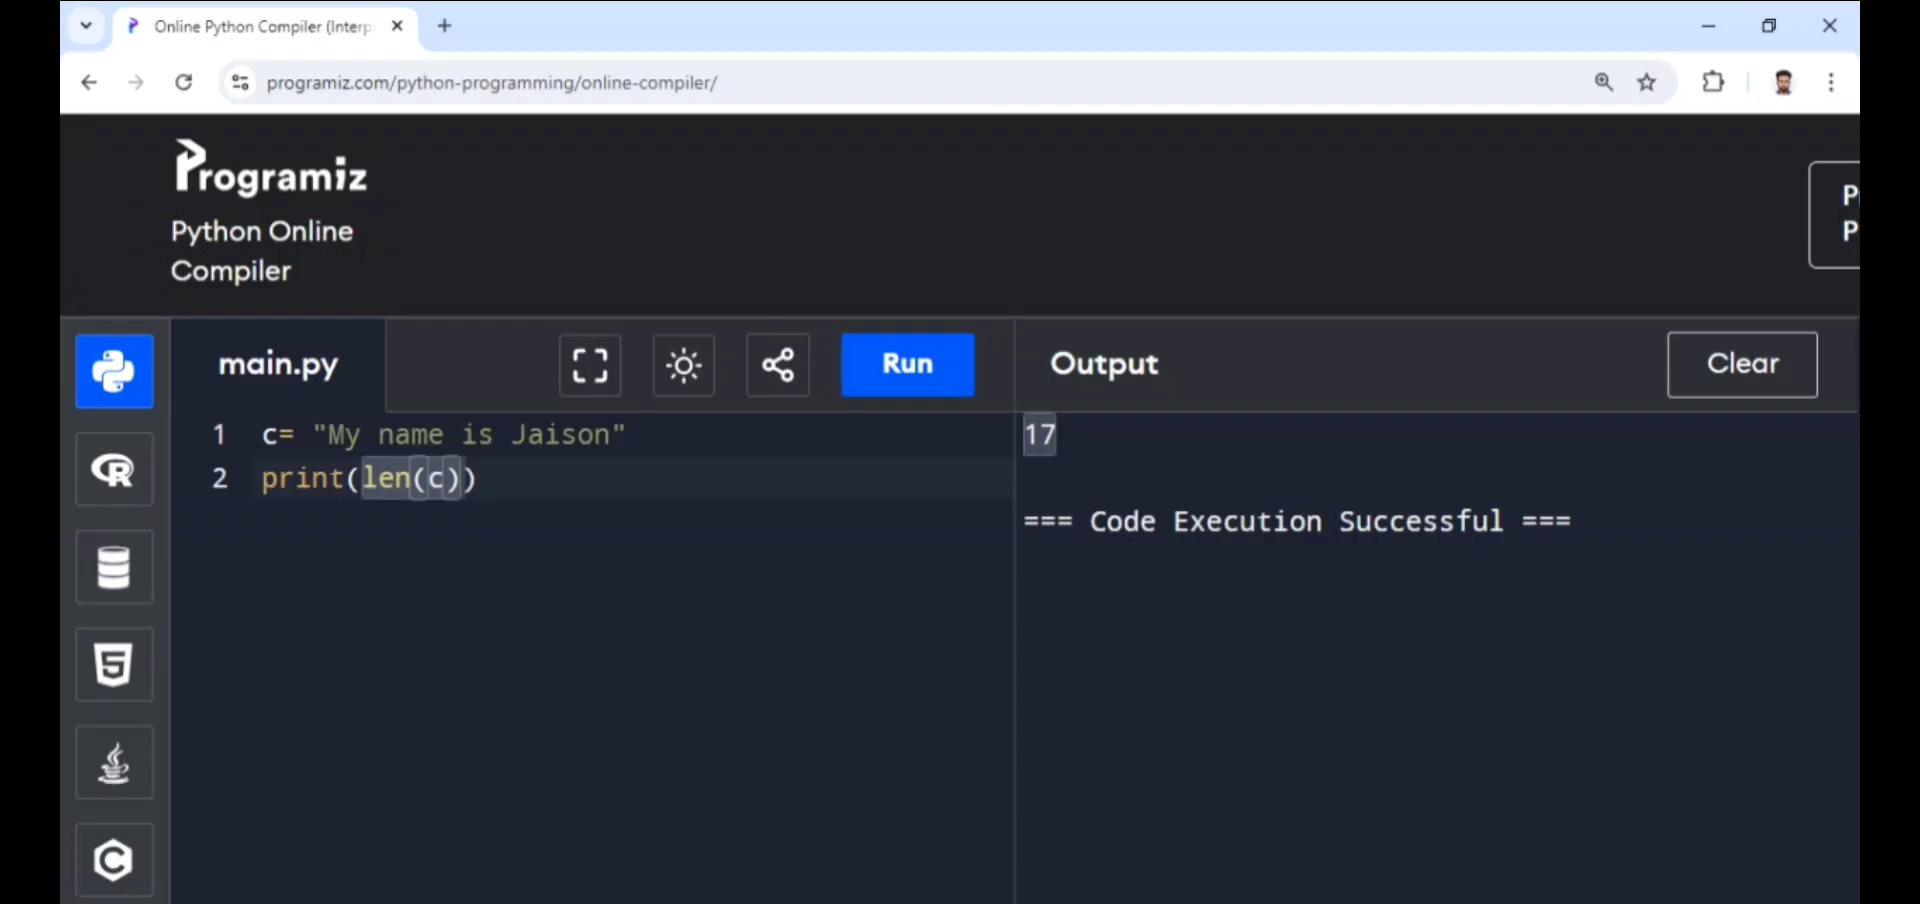 Online Python Compiler (Interp
programiz.com/python-programming/online-compiler/
Programiz
Python Online
Compiler
P
P
main.py
Run
Output
Clear
1 c= "My name is Jaison"
2 print(len(c))
17
=== Code Execution Successful ===